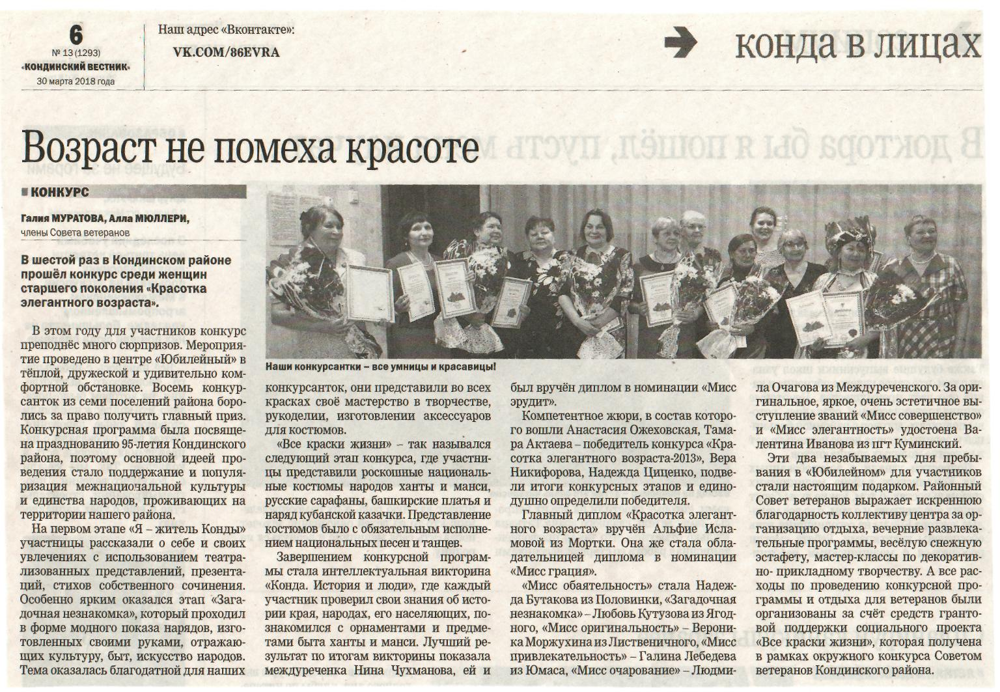 6
№ 13 (1293)
«КОНДИНСКИЙ ВЕСТНИК»
30 марта 2018 года
Наш адрес «Вконтакте»:
VK.COM/86EVRA
конда в лицах
Возраст не помеха красоте
КОНКУРС
Галия МУРАТОВА, Алла МЮЛЛЕРИ,
члены Совета ветеранов
В шестой раз в Кондинском районе
прошёл конкурс среди женщин
старшего поколения «Красотка
элегантного возраста».
В этом году для участников конкурс
преподнёс много сюрпризов. Мероприя-
тие проведено в центре «Юбилейный» в
тёплой, дружеской и удивительно ком-
фортной обстановке. Восемь конкур-
санток из семи поселений района боро-
лись за право получить главный приз.
Конкурсная программа была посвяще-
на празднованию 95-летия Кондинского
района, поэтому основной идеей про-
ведения стало поддержание и популя-
ризация межнациональной культуры
и единства народов, проживающих на
территории нашего района.
На первом этапе «Я – житель Конды»
участницы рассказали о себе и своих
увлечениях с использованием театра-
лизованных представлений, презента-
ций, стихов собственного сочинения.
Особенно ярким оказался этап «Зага-
дочная незнакомка», который проходил
в форме модного показа нарядов, изго-
товленных своими руками, отражаю-
щих культуру, быт, искусство народов.
Тема оказалась благодатной для наших
Наши конкурсантки – все умницы и красавицы!
конкурсанток, они представили во всех
красках своё мастерство в творчестве,
рукоделии, изготовлении аксессуаров
для костюмов.
«Все краски жизни» – так назывался
следующий этап конкурса, где участни-
цы представили роскошные националь-
ные костюмы народов ханты и манси,
русские сарафаны, башкирские платья и
наряд кубанской казачки. Представление
костюмов было с обязательным исполне-
нием национальных песен и танцев.
Завершением конкурсной програм-
мы стала интеллектуальная викторина
«Конда. История и люди», где каждый
участник проверил свои знания об исто-
рии края, народах, его населяющих, по-
знакомился с орнаментами и предме-
тами быта ханты и манси. Лучший ре-
зультат по итогам викторины показала
междуреченка Нина Чухманова, ей и
был вручён диплом в номинации «Мисс
эрудит».
Компетентное жюри, в состав которо-
го вошли Анастасия Ожеховская, Тама-
ра Актаева – победитель конкурса «Кра-
сотка элегантного возраста-2013», Вера
Никифорова, Надежда Циценко, подве-
ли итоги конкурсных этапов и едино-
душно определили победителя.
Главный диплом «Красотка элегант-
ного возраста» вручён Альфие Исла-
мовой из Мортки. Она же стала обла-
дательницей диплома в номинации
«Мисс грация».
«Мисс обаятельность» стала Надеж-
да Бутакова из Половинки, «Загадочная
незнакомка» – Любовь Кутузова из Ягод-
ного, «Мисс оригинальность» – Верони-
ка Моржухина из Лиственичного, «Мисс
привлекательность» – Галина Лебедева
из Юмаса, «Мисс очарование» – Людми-
ла Очагова из Междуреченского. За ори-
гинальное, яркое, очень эстетичное вы-
ступление званий «Мисс совершенство»
и «Мисс элегантность» удостоена Ва-
лентина Иванова из пгт Куминский.
Эти два незабываемых дня пребы-
вания в «Юбилейном» для участников
стали настоящим подарком. Районный
Совет ветеранов выражает искреннюю
благодарность коллективу центра за ор-
ганизацию отдыха, вечерние развлека-
тельные программы, весёлую снежную
эстафету, мастер-классы по декоратив-
но- прикладному творчеству. А все рас-
ходы по проведению конкурсной про-
граммы и отдыха для ветеранов были
организованы за счёт средств гранто-
вой поддержки социального проекта
«Все краски жизни», которая получена
в рамках окружного конкурса Советом
ветеранов Кондинского района.